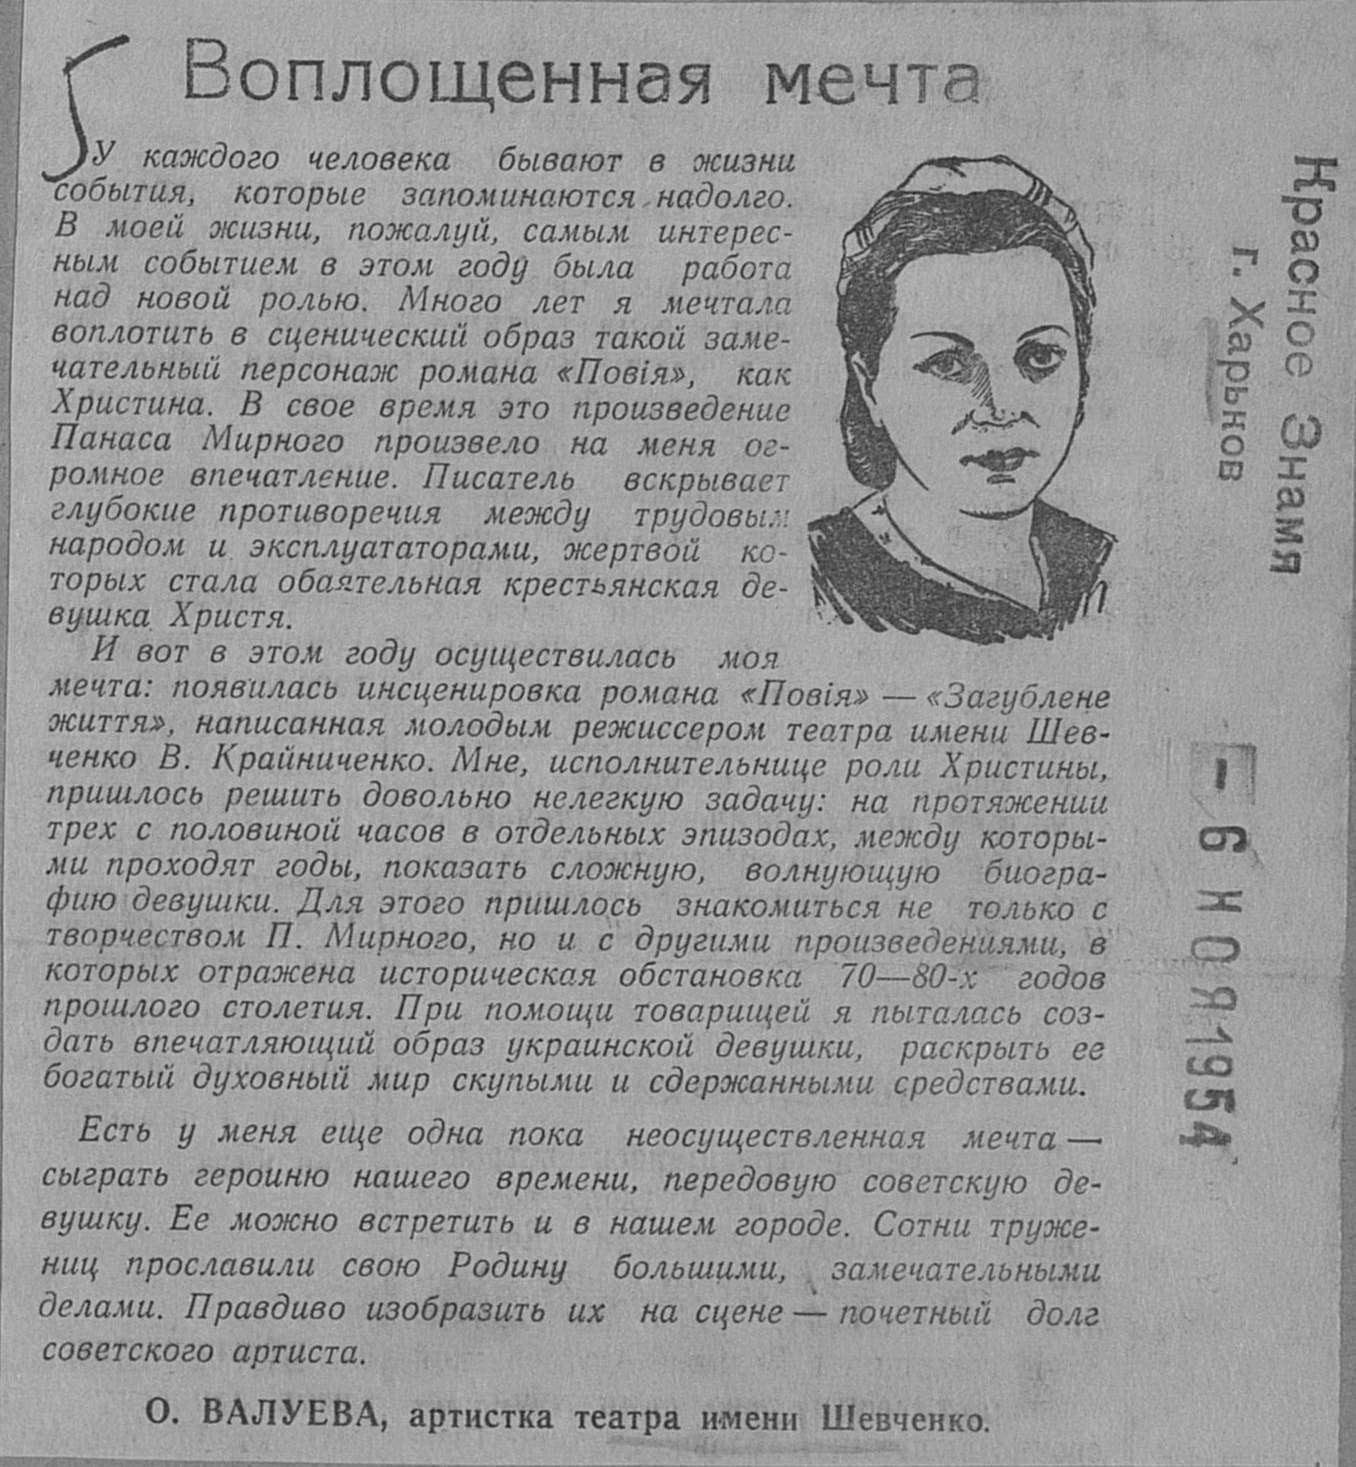 Воплощенная мечта
У каждого человека бывают в жизни
события, которые запоминаются надолго.
В моей жизни, пожалуй, самым интерес-
ным событием в этом году была работа
над новой ролью. Много лет я мечтала
воплотить в сценический образ такой заме-
чательный персонаж романа «Повія», как
Христина. В свое время это произведение
Панаса Мирного произвело на меня ог-
ромное впечатление. Писатель вскрывает
глубокие противоречия между трудовым
народом и эксплуататорами, жертвой ко-
торых стала обаятельная крестьянская де-
вушка Христя.
И вот в этом году осуществилась моя
мечта: появилась инсценировка романа «Повія» — «Загублене
життя», написанная молодым режиссером театра имени Шев-
ченко В. Крайниченко. Мне, исполнительнице роли Христины,
пришлось решить довольно нелегкую задачу: на протяжении
трех с половиной часов в отдельных эпизодах, между которы-
ми проходят годы, показать сложную, волнующую биогра-
фию девушки. Для этого пришлось знакомиться не только с
творчеством П. Мирного, но и с другими произведениями, в
которых отражена историческая обстановка 70—80-х годов
прошлого столетия. При помощи товарищей я пыталась соз-
дать впечатляющий образ украинской девушки, раскрыть ее
богатый духовный мир скупыми и сдержанными средствами.
Есть у меня еще одна пока неосуществленная мечта —
сыграть героиню нашего времени, передовую советскую де-
вушку. Ее можно встретить и в нашем городе. Сотни труже-
ниц прославили свою Родину большими, замечательными
делами. Правдиво изобразить их на сцене — почетный долг
советского артиста.
О. ВАЛУЕВА, артистка театра имени Шевченко.
Красное Знамя
г. Харьков
- 6 НОЯ 1954